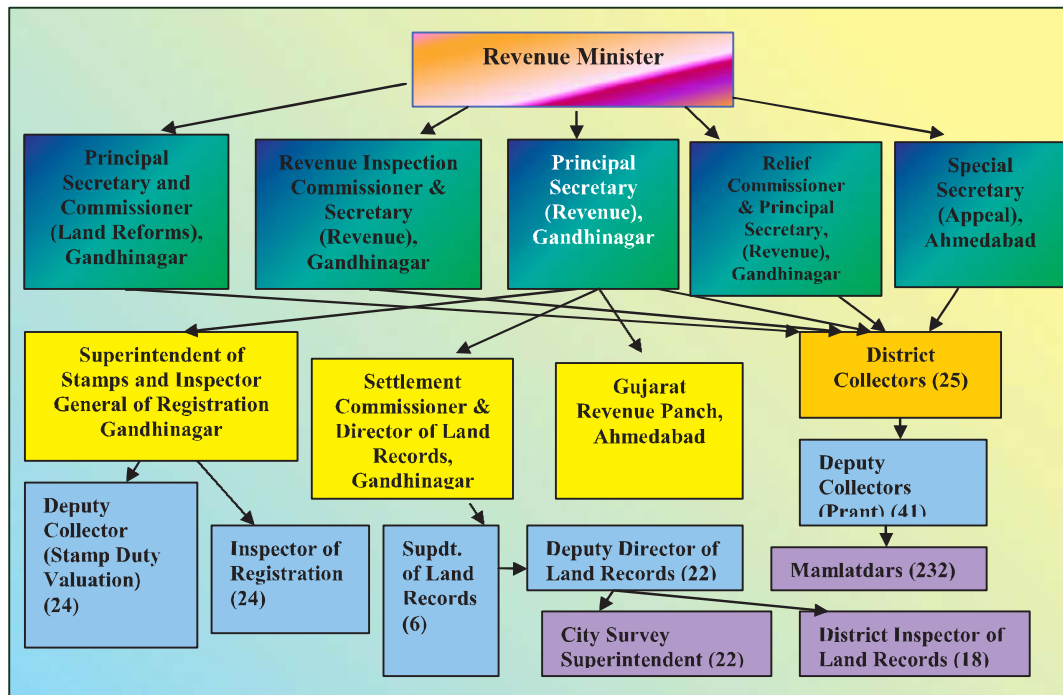 Revenue Minister
Principal
Secretary and
Commissioner
(Land Reforms),
Gandhinagar
Revenue Inspection
Commissioner &
Secretary
(Revenue),
Gandhinagar
Principal
Secretary
(Revenue),
Gandhinagar
Relief
Commissioner
& Principal
Secretary,
(Revenue),
Gandhinagar
Special
Secretary
(Appeal),
Ahmedabad
Superintendent of
Stamps and Inspector
General of Registration
Gandhinagar
Settlement
Commissioner &
Director of Land
Records,
Gandhinagar
Gujarat
Revenue Panch,
Ahmedabad
District
Collectors (25)
Deputy
Collectors
(Prant) (41)
Mamlatdars (232)
Deputy
Collector
(Stamp Duty
Valuation)
(24)
Inspector of
Registration
(24)
Supdt.
of Land
Records
(6)
Deputy Director of
Land Records (22)
City Survey
Superintendent (22)
District Inspector of
Land Records (18)